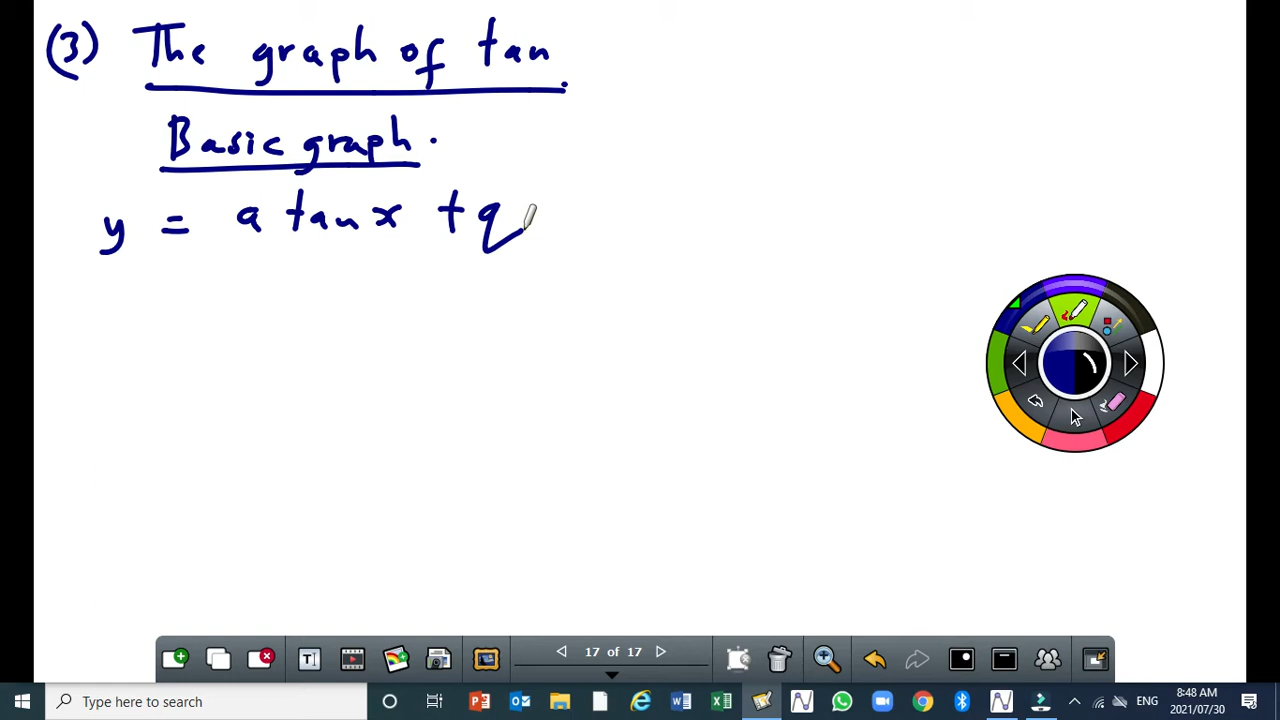 (3) The graph of tan.
Basic graph.
y = a tan x + q
17 of 17
Type here to search
ENG
8:48 AM
2021/07/30